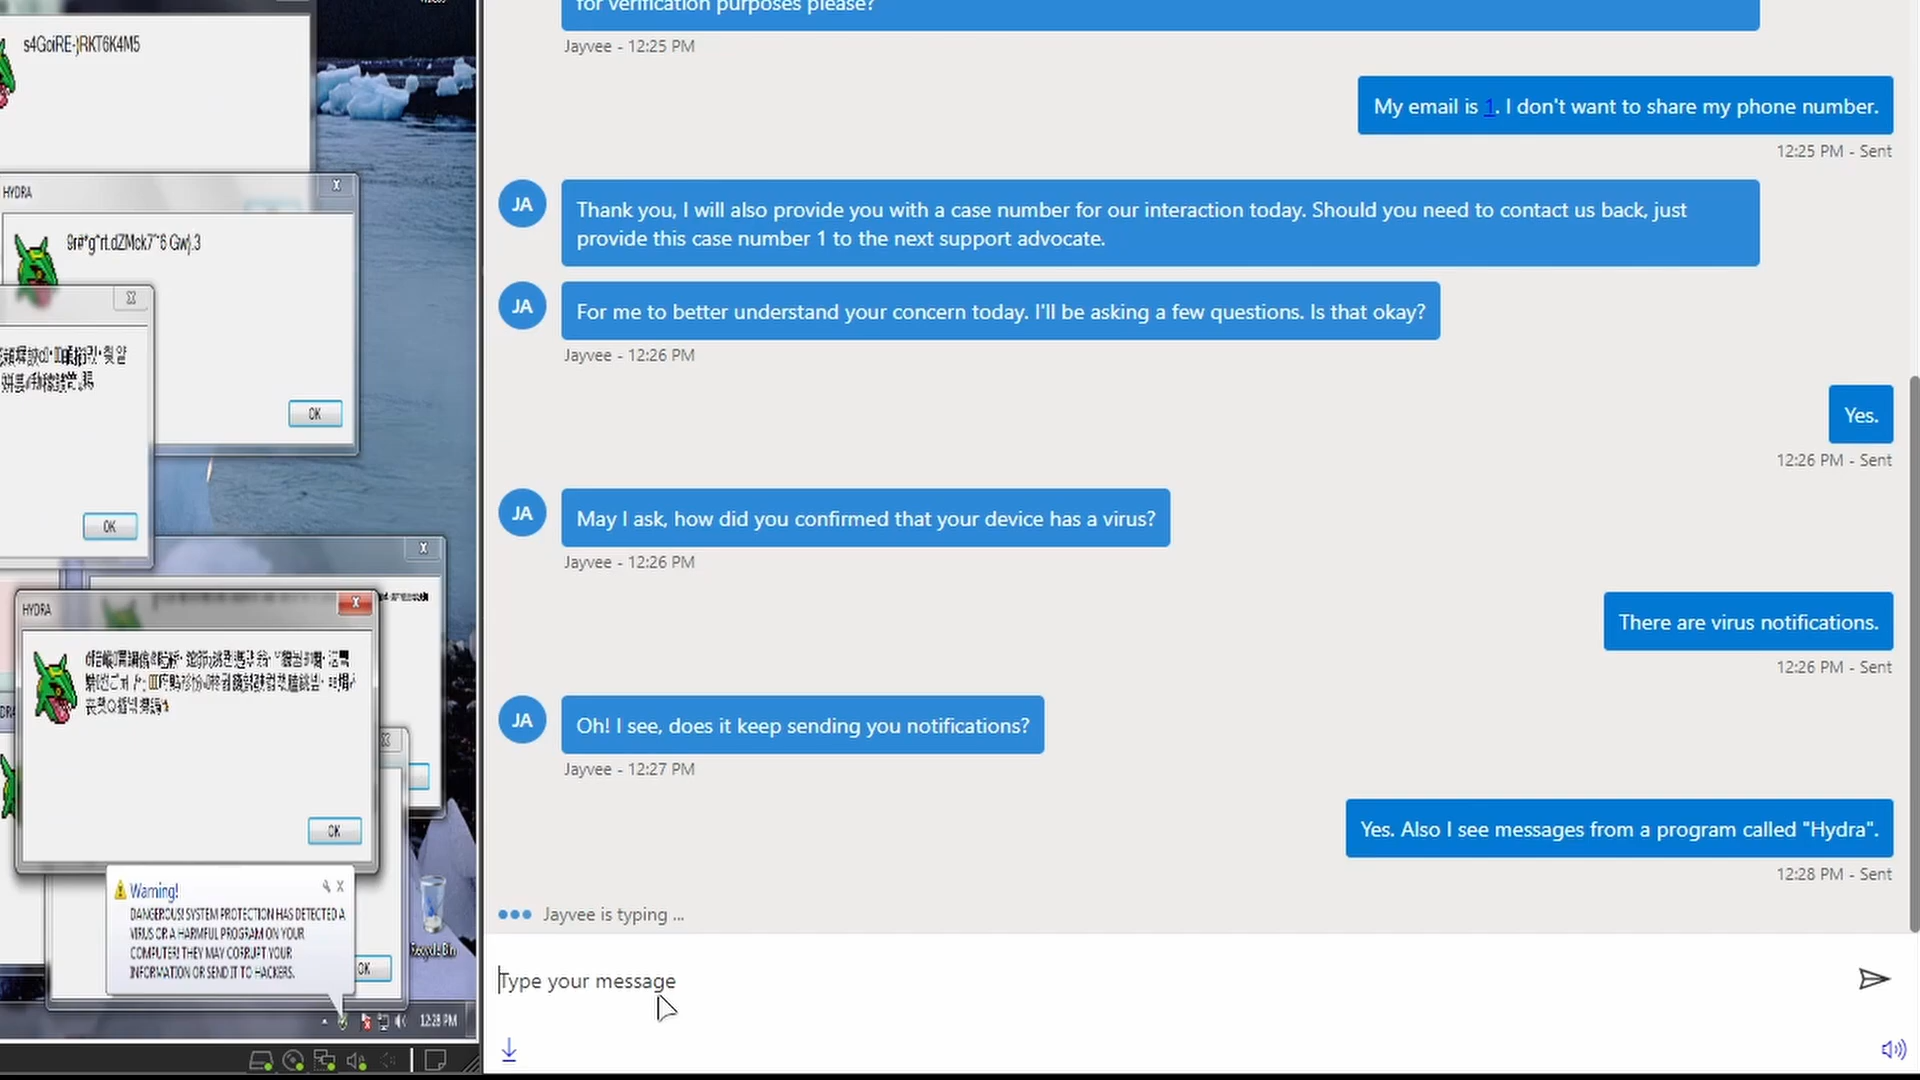 s4GoiRE-}RKT6K4M5
HYDRA
OK
OK
HYDRA
OK
Warning!
DANGEROUS! SYSTEM PROTECTION HAS DETECTED A
VIRUS OR A HARMFUL PROGRAM ON YOUR
COMPUTER! THEY MAY CORRUPT YOUR
INFORMATION OR SEND IT TO HACKERS.
OK
Recycle Bin
12:28 PM
for verification purposes please?
Jayvee - 12:25 PM
My email is 1. I don't want to share my phone number.
12:25 PM - Sent
JA
Thank you, I will also provide you with a case number for our interaction today. Should you need to contact us back, just
provide this case number 1 to the next support advocate.
JA
For me to better understand your concern today. I'll be asking a few questions. Is that okay?
Jayvee - 12:26 PM
Yes.
12:26 PM - Sent
JA
May I ask, how did you confirmed that your device has a virus?
Jayvee - 12:26 PM
There are virus notifications.
12:26 PM - Sent
JA
Oh! I see, does it keep sending you notifications?
Jayvee - 12:27 PM
Yes. Also I see messages from a program called "Hydra".
12:28 PM - Sent
Jayvee is typing ...
Type your message